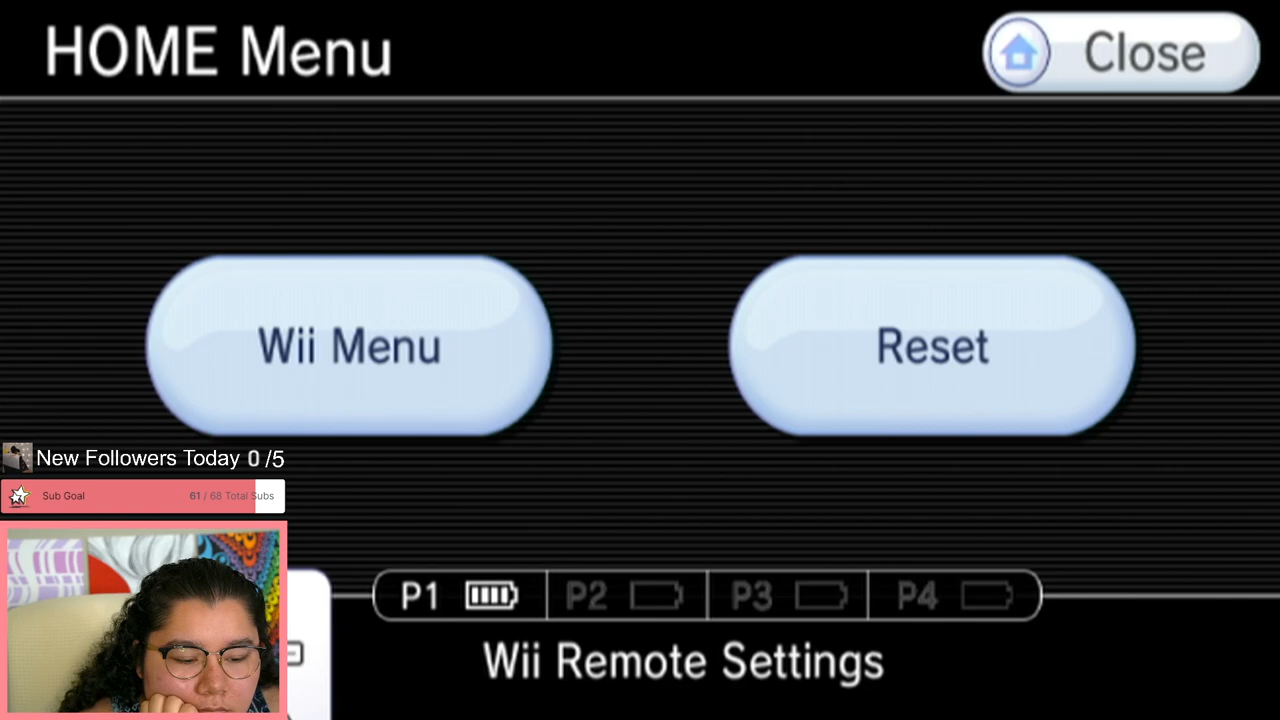 HOME Menu
Close
Wii Menu
Reset
New Followers Today 0 /5
Sub Goal
61 / 68 Total Subs
P1 P2 P3 P4
Wii Remote Settings